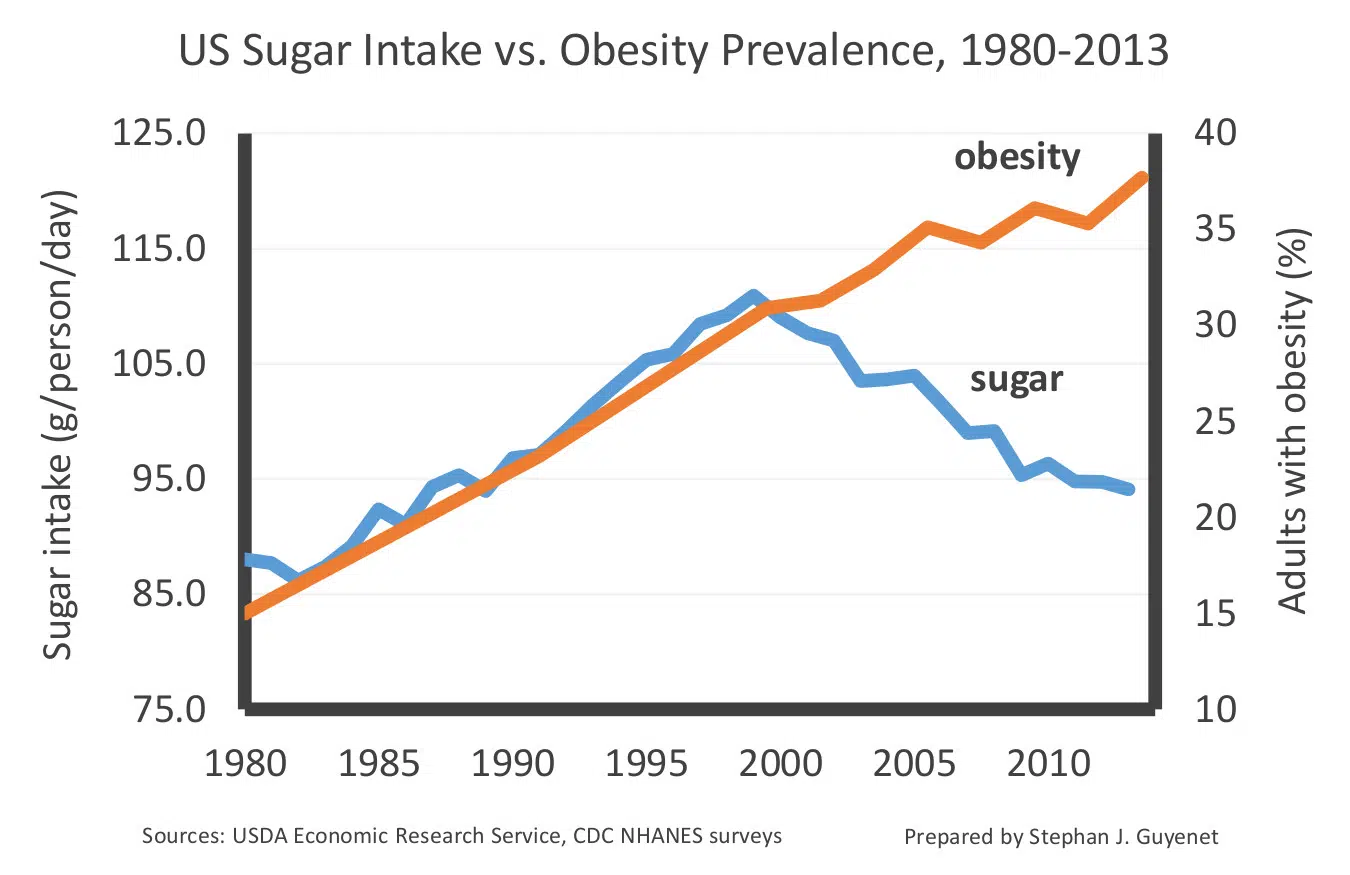 US Sugar Intake vs. Obesity Prevalence, 1980-2013
125.0
115.0
105.0
95.0
85.0
75.0
Sugar intake (g/person/day)
obesity
sugar
40
35
30
25
20
15
10
Adults with obesity (%)
1980 1985 1990 1995 2000 2005 2010
Sources: USDA Economic Research Service, CDC NHANES surveys
Prepared by Stephan J. Guyenet